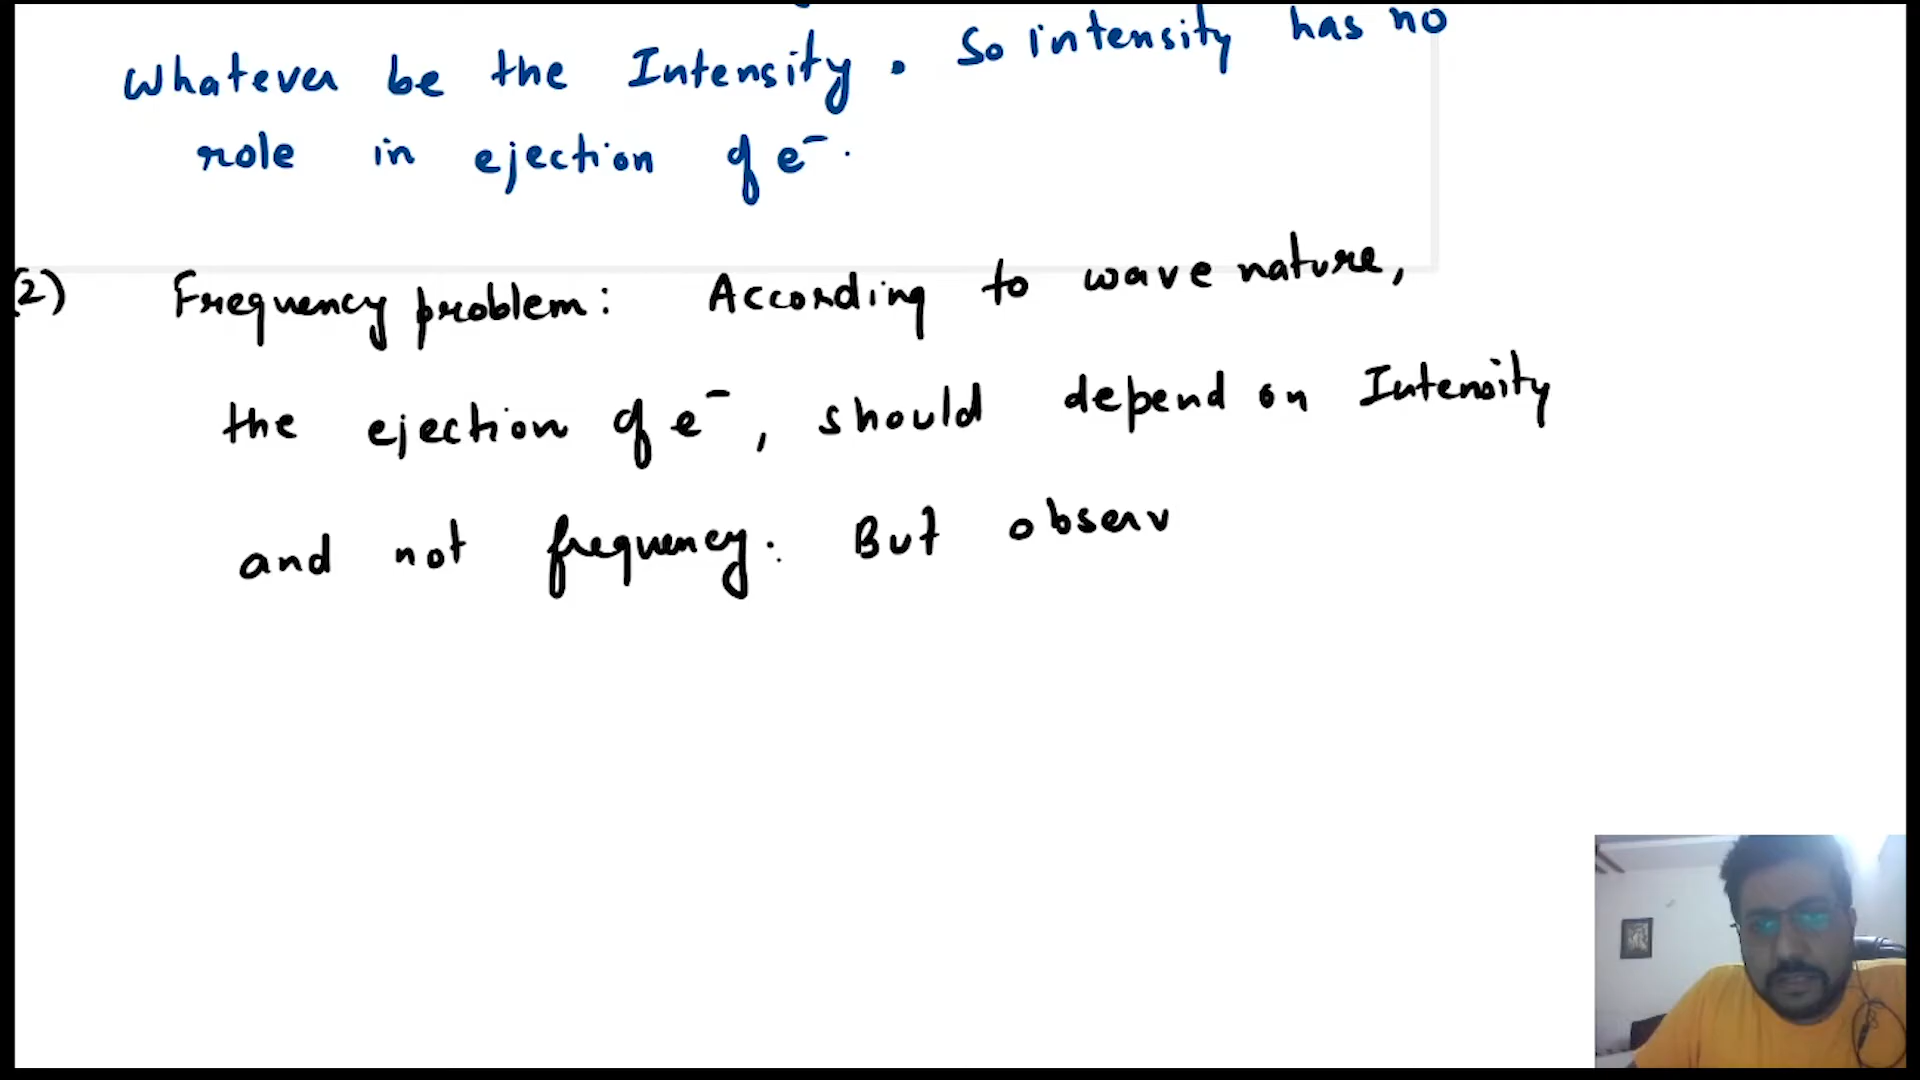 Whatever be the Intensity. So intensity has no
role in ejection of e⁻.
(2) Frequency problem: According to wave nature,
the ejection of e⁻, should depend on Intensity
and not frequency. But observ